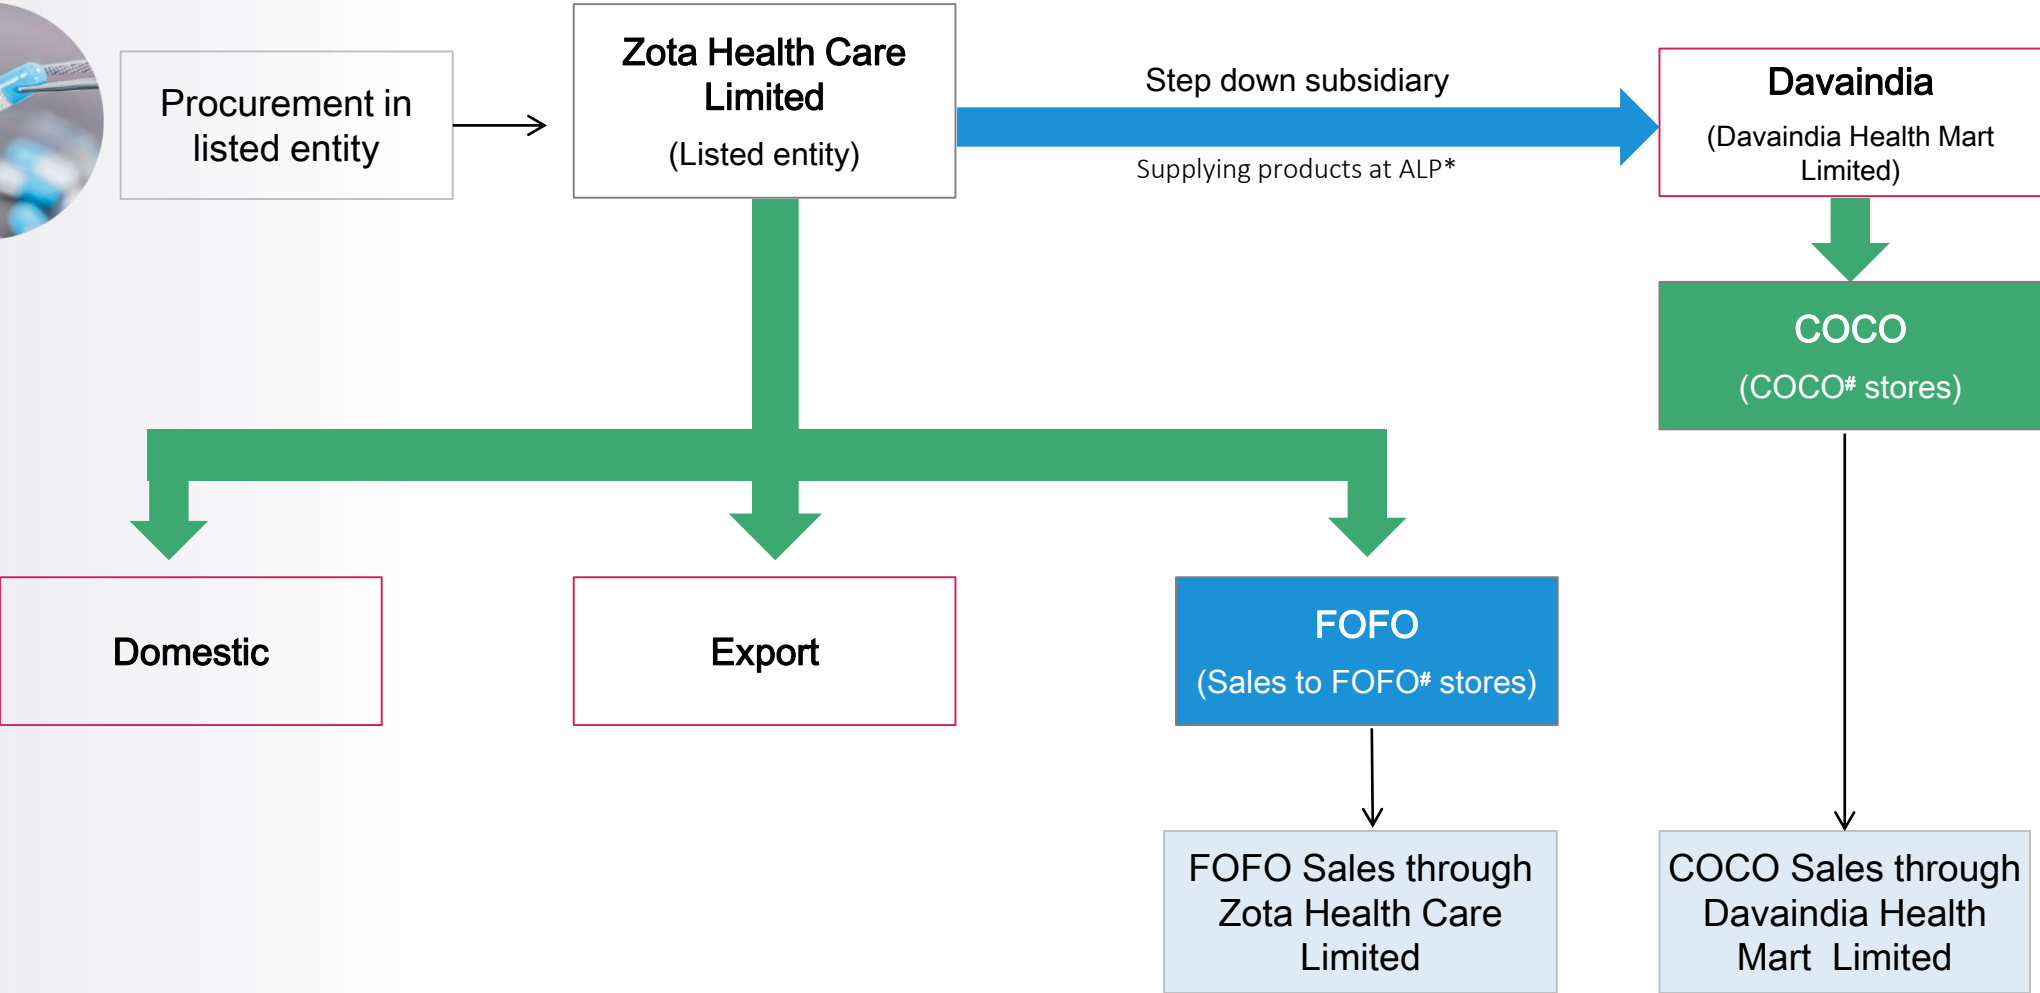 Procurement in
listed entity
Zota Health Care
Limited
(Listed entity)
Step down subsidiary
Supplying products at ALP*
Davaindia
(Davaindia Health Mart
Limited)
COCO
(COCO# stores)
Domestic
Export
FOFO
(Sales to FOFO# stores)
FOFO Sales through
Zota Health Care
Limited
COCO Sales through
Davaindia Health
Mart Limited